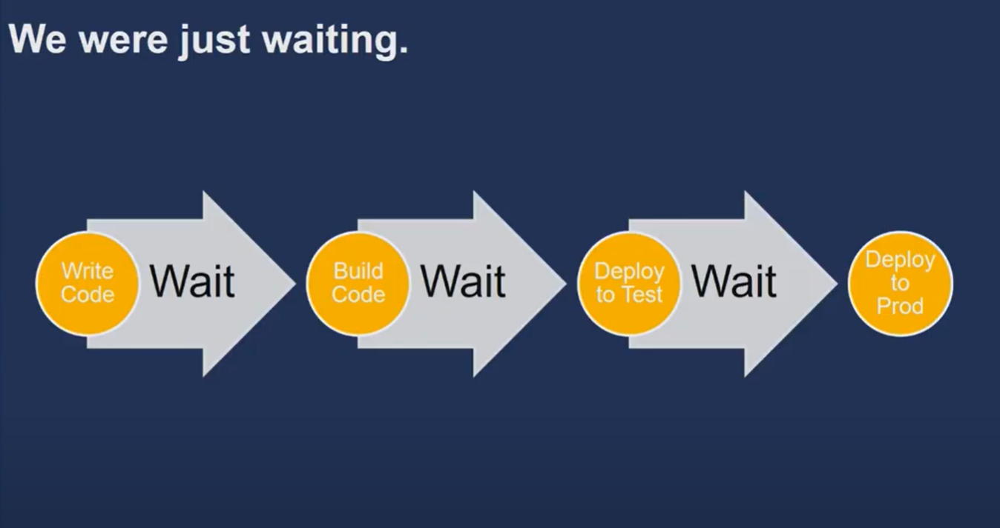 We were just waiting.
Write
Code
Wait
Build
Code
Wait
Deploy
to Test
Wait
Deploy
to
Prod